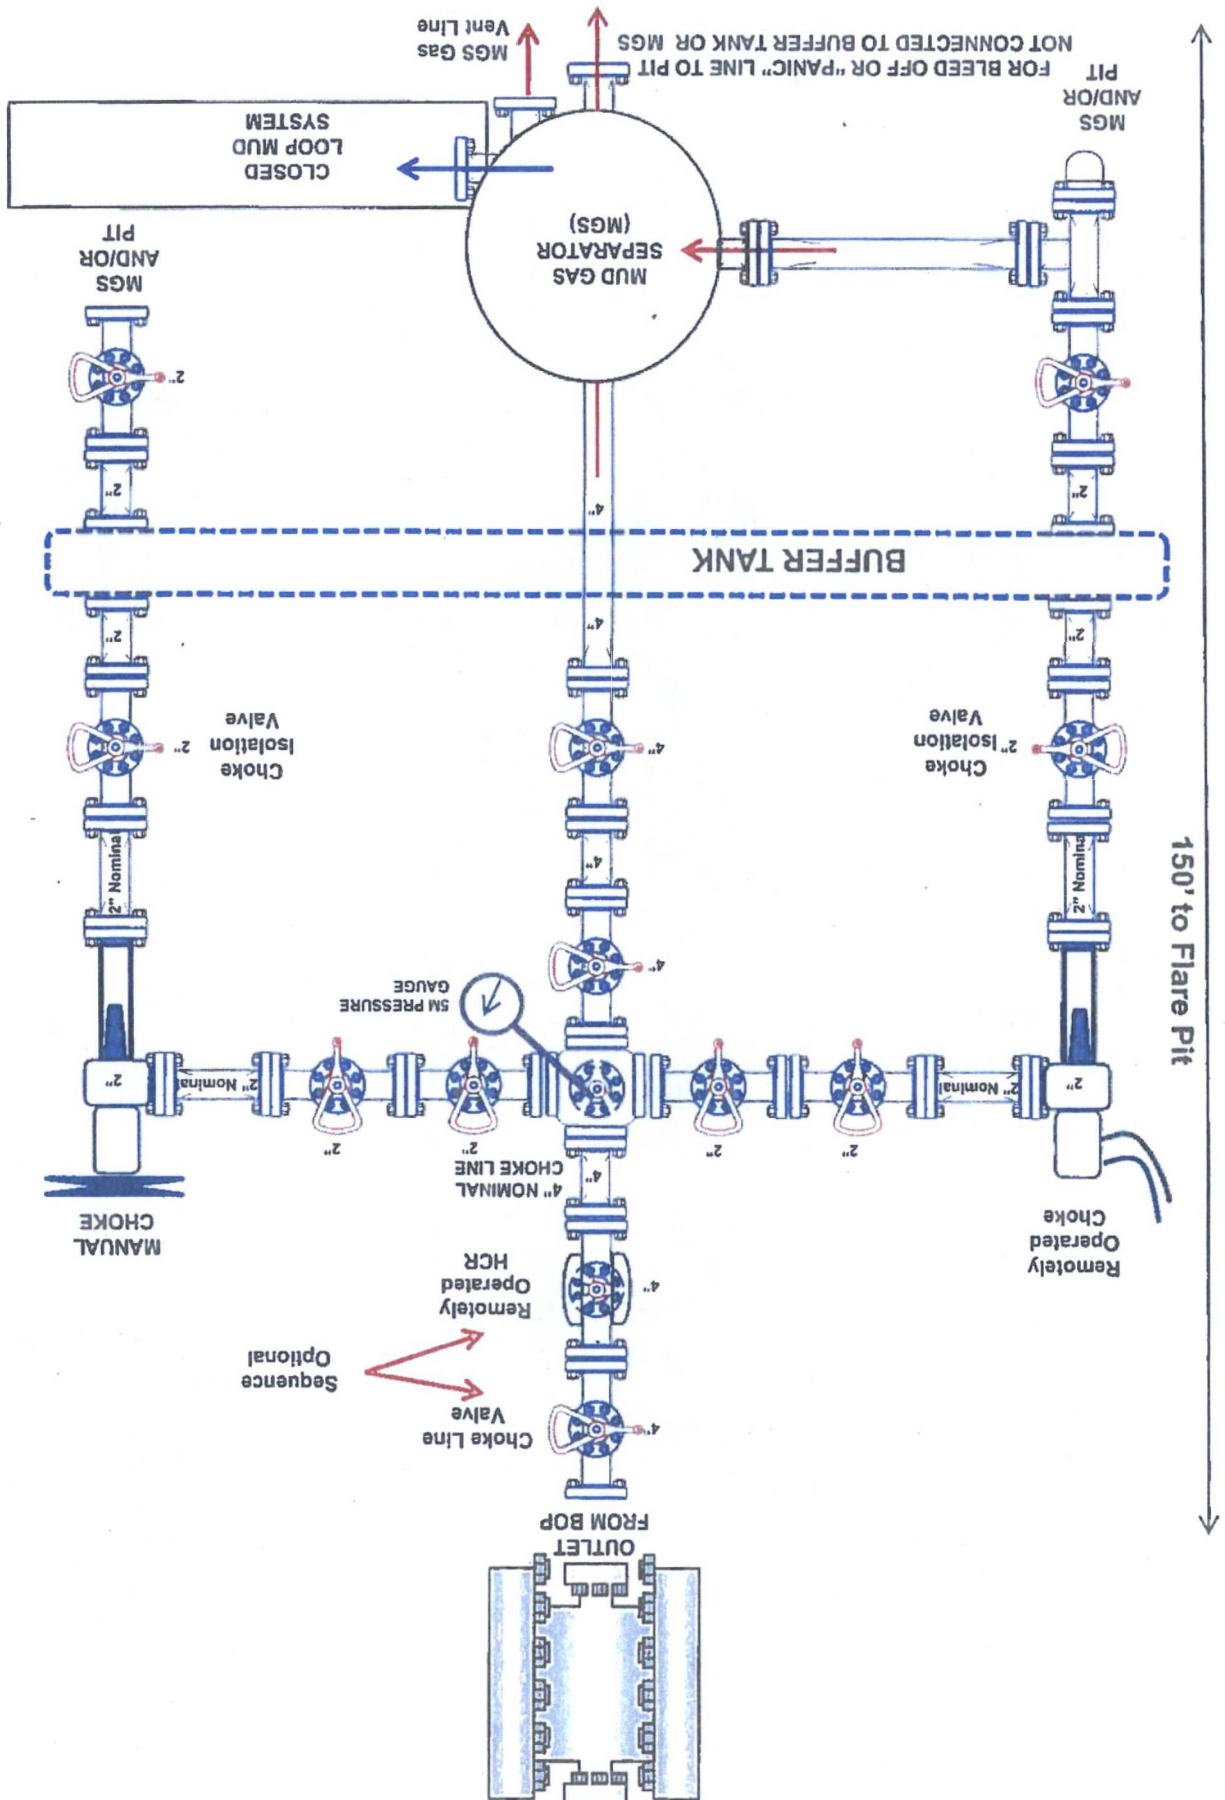 OUTLET
FROM BOP
4"
Choke Line
Valve
Sequence
Optional
4"
Remotely
Operated
HCR
Remotely
Operated
Choke
MANUAL
CHOKE
4"
4" NOMINAL
CHOKE LINE
2"
2"
2"
2"
2"
2" Nominal
2" Nominal
2"
5M PRESSURE
GAUGE
150' to Flare Pit
4"
2" Nomina
4"
2" Nominal
2"
Choke
Isolation
Valve
4"
2"
Choke
Isolation
Valve
2"
4"
2"
BUFFER TANK
2"
4"
2"
2"
MUD GAS
SEPARATOR
(MGS)
MGS
AND/OR
PIT
CLOSED
LOOP MUD
SYSTEM
MGS
AND/OR
PIT
FOR BLEED OFF OR "PANIC" LINE TO PIT
NOT CONNECTED TO BUFFER TANK OR MGS
MGS Gas
Vent Line